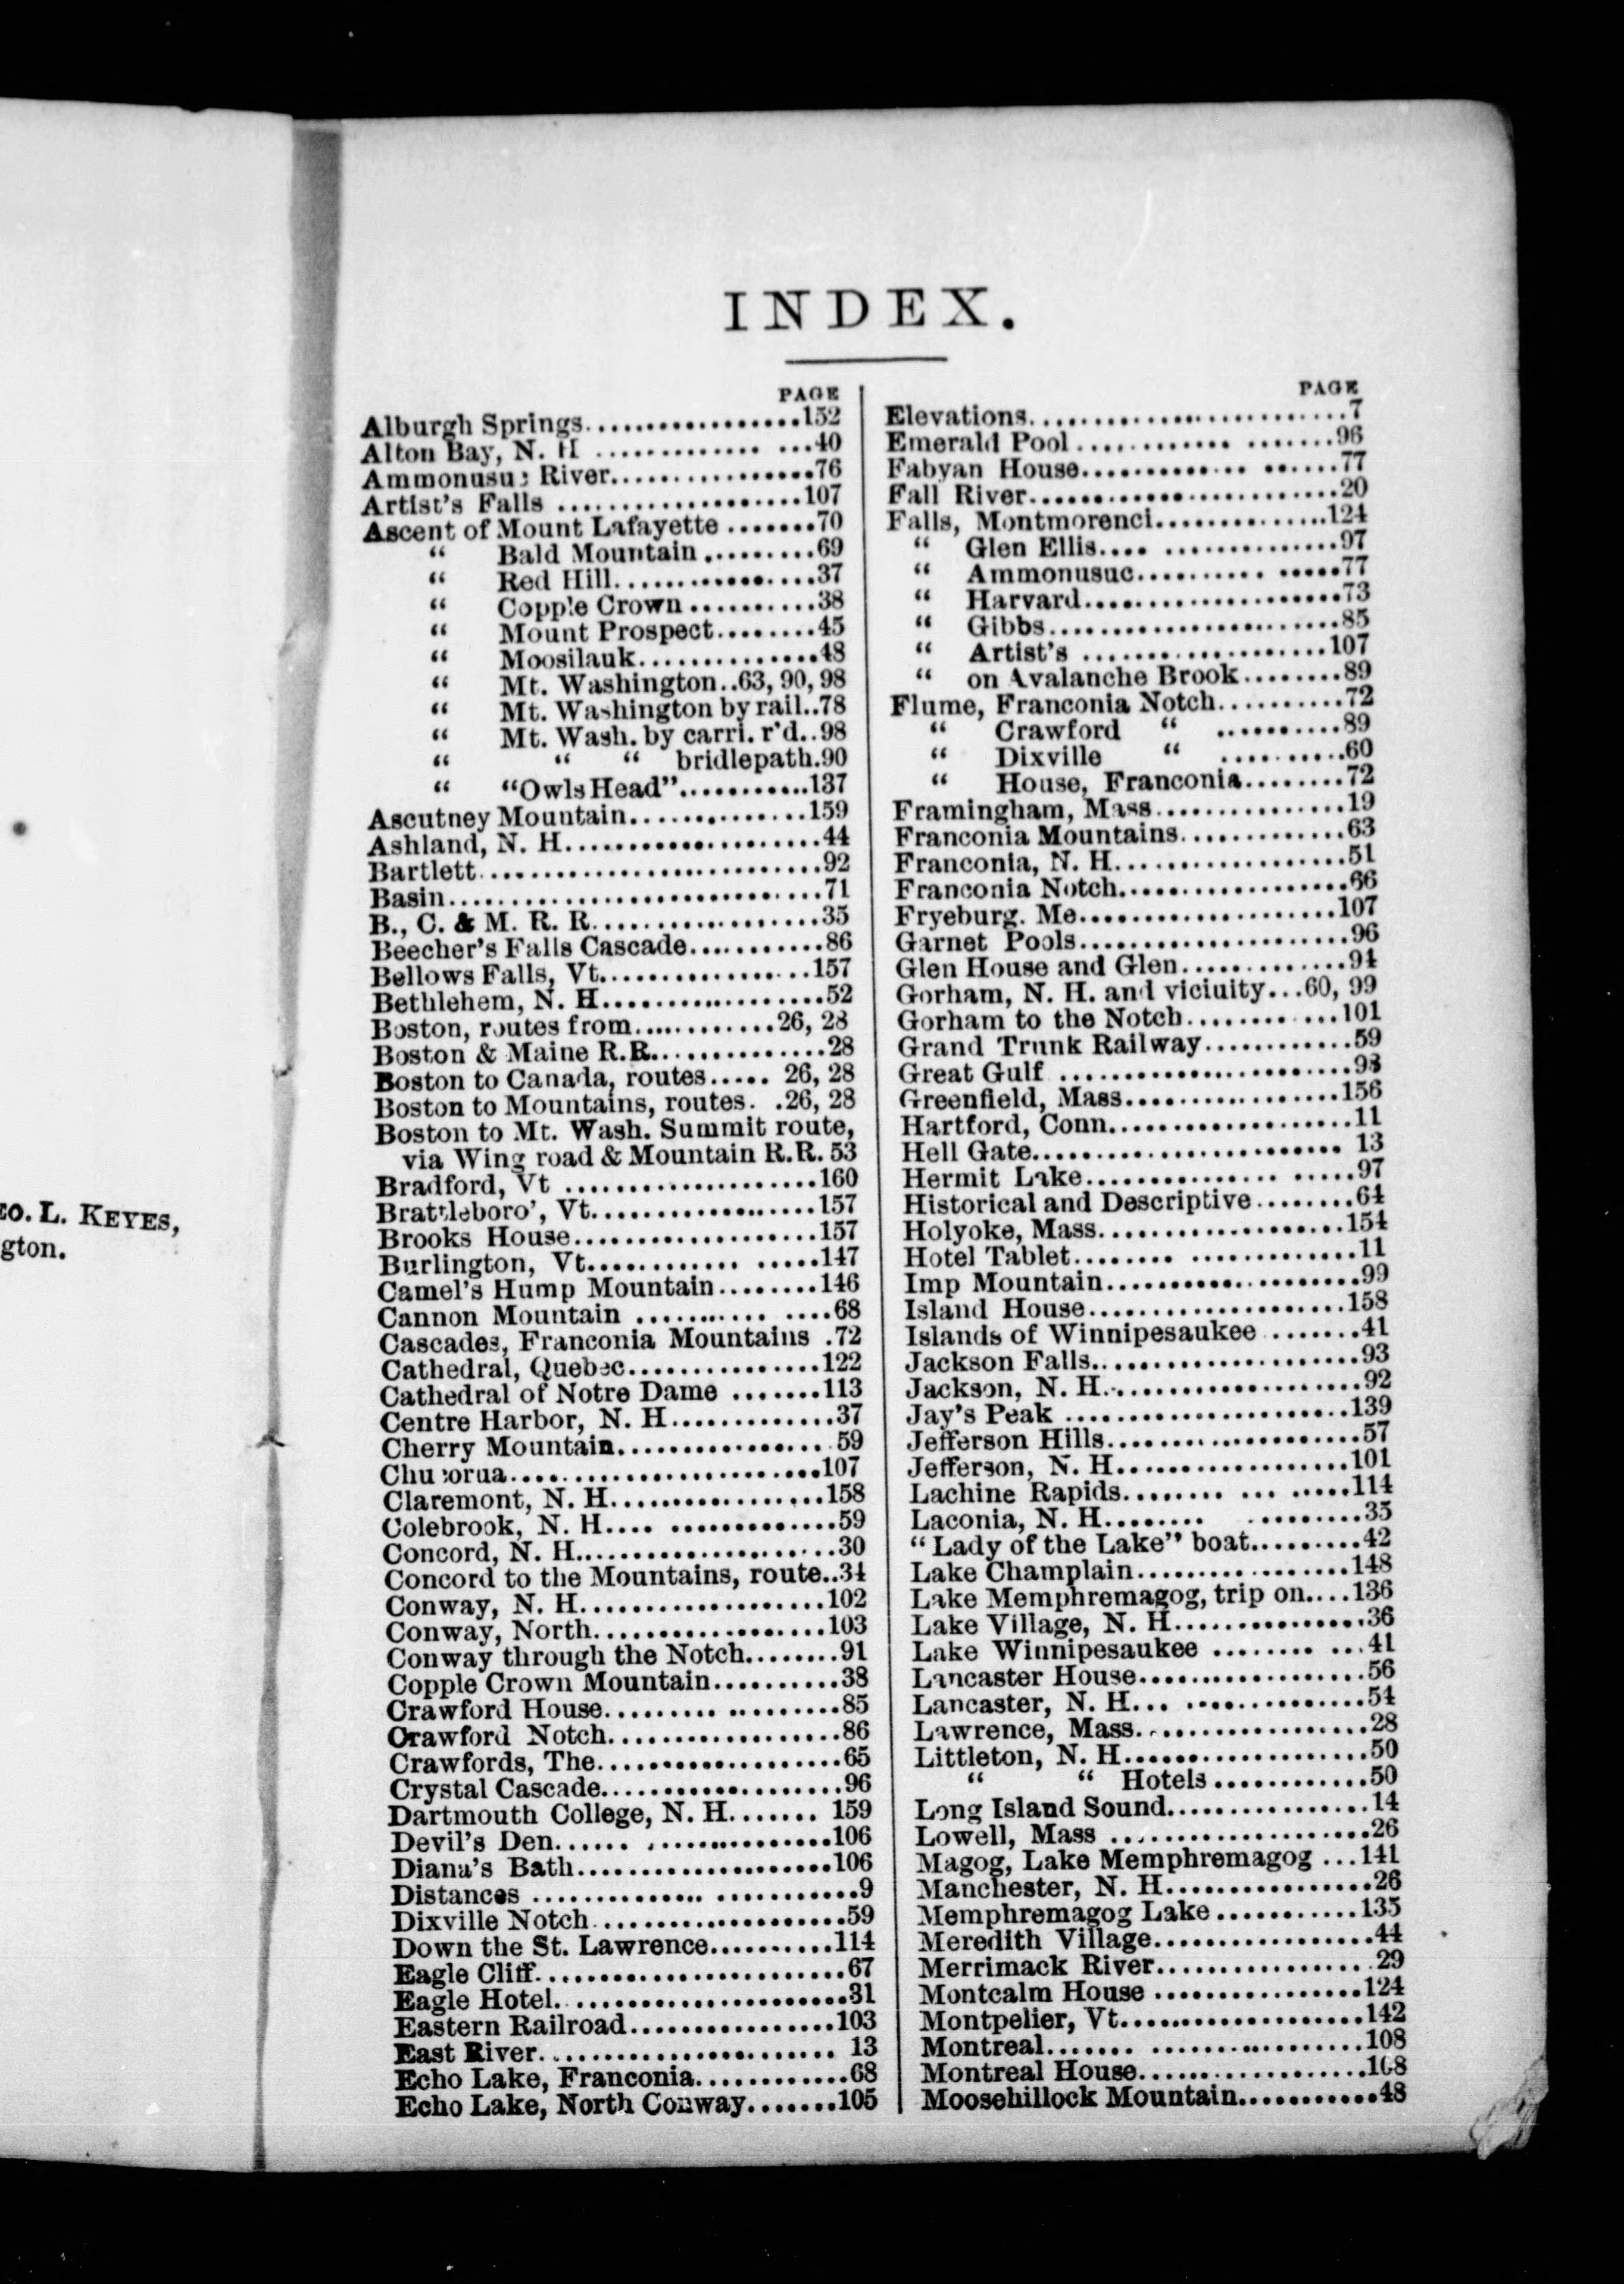 EO. L. KEYES,
gton.
INDEX.
PAGE
Alburgh Springs.................152
Alton Bay, N. H ............. ...40
Ammonusuc River.................76
Artist's Falls ...................107
Ascent of Mount Lafayette .......70
“ Bald Mountain .........69
“ Red Hill................37
“ Copple Crown ..........38
“ Mount Prospect........45
“ Moosilauk..............48
“ Mt. Washington..63, 90, 98
“ Mt. Washington by rail..78
“ Mt. Wash. by carri. r'd..98
“ “ “ bridlepath.90
“ “Owls Head”...........137
Ascutney Mountain..............159
Ashland, N. H....................44
Bartlett...........................92
Basin..............................71
B., C. & M. R. R..................35
Beecher's Falls Cascade...........86
Bellows Falls, Vt................157
Bethlehem, N. H..................52
Boston, routes from.............26, 28
Boston & Maine R.R..............28
Boston to Canada, routes..... 26, 28
Boston to Mountains, routes. .26, 28
Boston to Mt. Wash. Summit route,
via Wing road & Mountain R.R. 53
Bradford, Vt ....................160
Brattleboro', Vt..................157
Brooks House....................157
Burlington, Vt............ .....147
Camel's Hump Mountain........146
Cannon Mountain .......... ....68
Cascades, Franconia Mountains .72
Cathedral, Quebec...............122
Cathedral of Notre Dame .......113
Centre Harbor, N. H.............37
Cherry Mountain.................59
Chucorua........................107
Claremont, N. H.................158
Colebrook, N. H.... .............59
Concord, N. H....................30
Concord to the Mountains, route..34
Conway, N. H...................102
Conway, North..................103
Conway through the Notch........91
Copple Crown Mountain..........38
Crawford House......... .........85
Crawford Notch..................86
Crawfords, The...................65
Crystal Cascade...................96
Dartmouth College, N. H....... 159
Devil's Den...... ..............106
Diana's Bath....................106
Distances .............. ...........9
Dixville Notch....................59
Down the St. Lawrence..........114
Eagle Cliff........................67
Eagle Hotel.......................31
Eastern Railroad................103
East River....................... 13
Echo Lake, Franconia............68
Echo Lake, North Conway.......105
PAGE
Elevations.........................7
Emerald Pool ............ .......96
Fabyan House............. ......77
Fall River........................20
Falls, Montmorenci..............124
“ Glen Ellis.... ..............97
“ Ammonusuc.......... .....77
“ Harvard....................73
“ Gibbs.......................85
“ Artist's ...................107
“ on Avalanche Brook........89
Flume, Franconia Notch..........72
“ Crawford “ ..........89
“ Dixville “ ..........60
“ House, Franconia........72
Framingham, Mass...............19
Franconia Mountains.............63
Franconia, N. H..................51
Franconia Notch..................66
Fryeburg. Me....................107
Garnet Pools.....................96
Glen House and Glen.............94
Gorham, N. H. and viciuity...60, 99
Gorham to the Notch........ ...101
Grand Trunk Railway............59
Great Gulf .......................98
Greenfield, Mass.................156
Hartford, Conn...................11
Hell Gate........................ 13
Hermit Lake............... .....97
Historical and Descriptive........64
Holyoke, Mass...................154
Hotel Tablet........ .............11
Imp Mountain....................99
Island House....................158
Islands of Winnipesaukee .......41
Jackson Falls.....................93
Jackson, N. H....................92
Jay's Peak ......................139
Jefferson Hills....................57
Jefferson, N. H..................101
Lachine Rapids........ ... .....114
Laconia, N. H........ .........35
“Lady of the Lake” boat.........42
Lake Champlain.................148
Lake Memphremagog, trip on....136
Lake Village, N. H...............36
Lake Winnipesaukee ........ ...41
Lancaster House..................56
Lancaster, N. H... ..............54
Lawrence, Mass..................28
Littleton, N. H...................50
“ “ Hotels............50
Long Island Sound................14
Lowell, Mass ....................26
Magog, Lake Memphremagog ...141
Manchester, N. H................26
Memphremagog Lake...........135
Meredith Village.................44
Merrimack River.................29
Montcalm House ................124
Montpelier, Vt...................142
Montreal....... ................108
Montreal House..................108
Moosehillock Mountain...........48